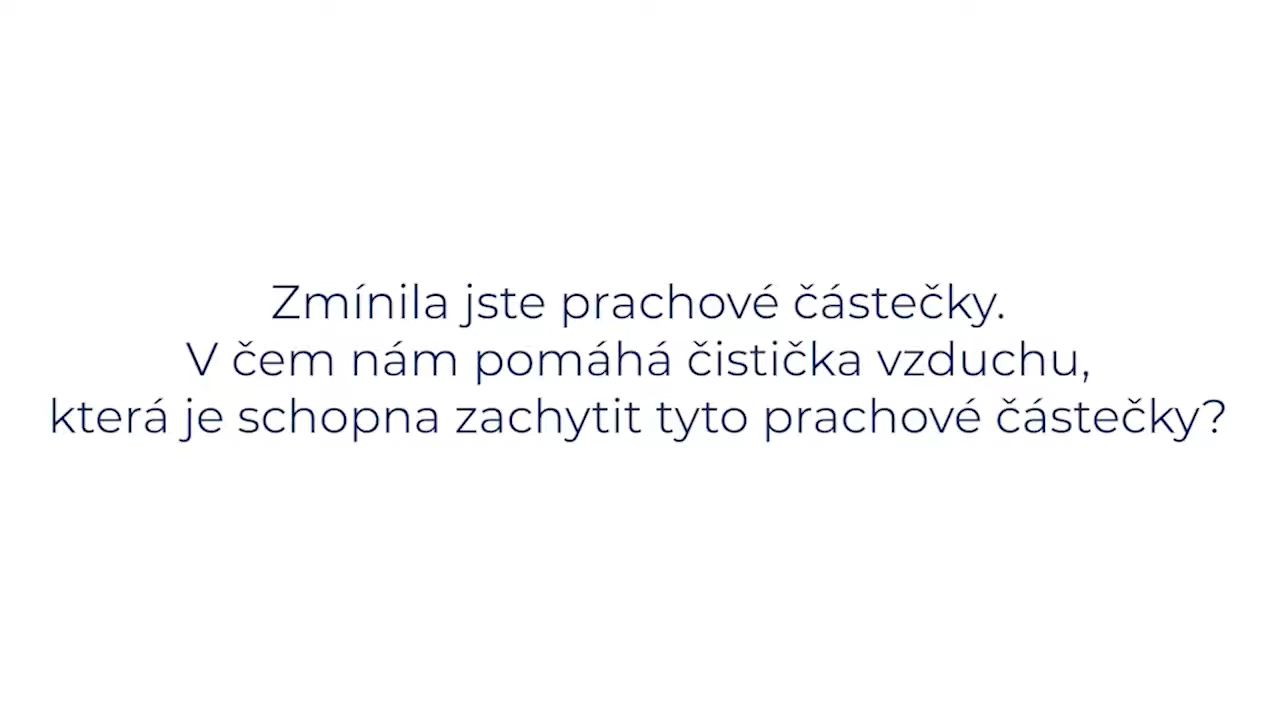 Zmínila jste prachové částečky.
V čem nám pomáhá čistička vzduchu,
která je schopna zachytit tyto prachové částečky?